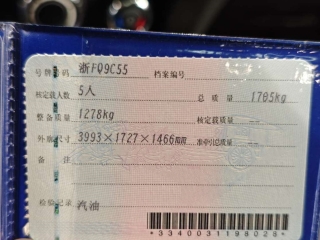 号牌号码 浙FQ9C55 档案编号
核定载人数 5人 总质量 1705kg
整备质量 1278kg 核定载质量 --
外廓尺寸 3993×1727×1466mm 准牵引总质量 --
备注
检验记录 汽油
*3340031198028*